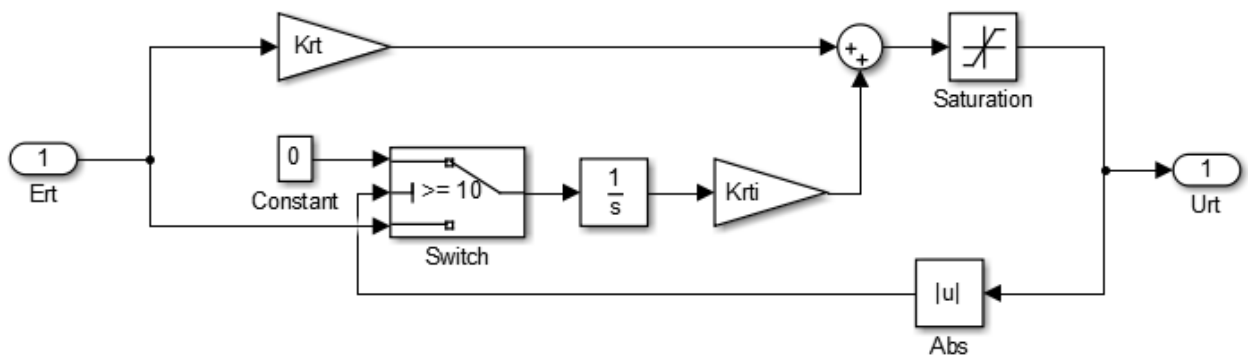 Krt
+
+
Saturation
1
Ert
0
Constant
>= 10
Switch
1
s
Krti
1
Urt
|u|
Abs